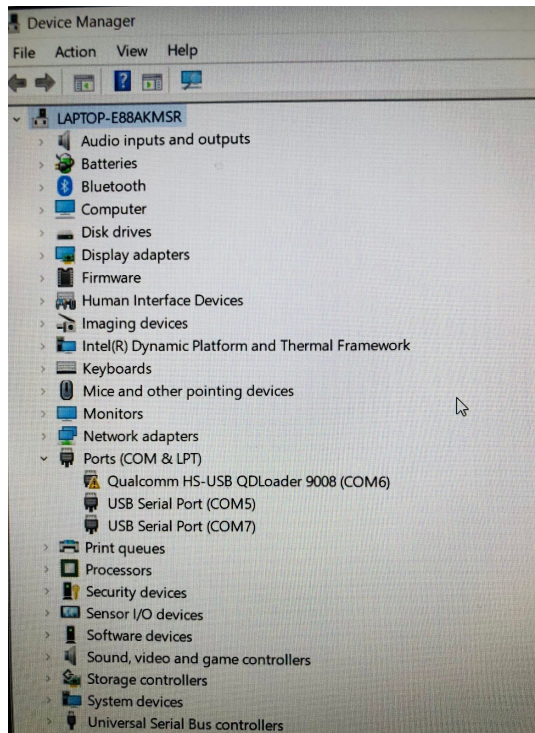 Device Manager
File Action View Help
LAPTOP-E88AKMSR
Audio inputs and outputs
Batteries
Bluetooth
Computer
Disk drives
Display adapters
Firmware
Human Interface Devices
Imaging devices
Intel(R) Dynamic Platform and Thermal Framework
Keyboards
Mice and other pointing devices
Monitors
Network adapters
Ports (COM & LPT)
Qualcomm HS-USB QDLoader 9008 (COM6)
USB Serial Port (COM5)
USB Serial Port (COM7)
Print queues
Processors
Security devices
Sensor I/O devices
Software devices
Sound, video and game controllers
Storage controllers
System devices
Universal Serial Bus controllers